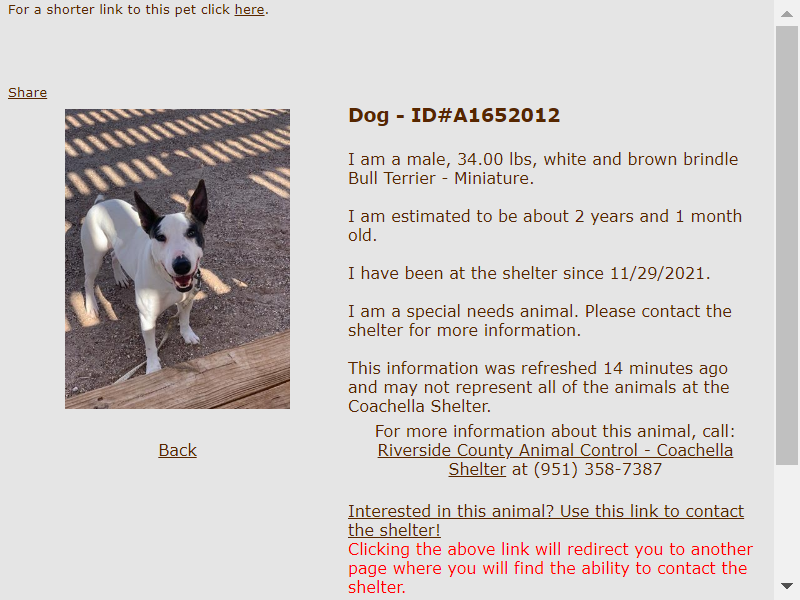 For a shorter link to this pet click here.
Share
Dog - ID#A1652012
I am a male, 34.00 lbs, white and brown brindle
Bull Terrier - Miniature.
I am estimated to be about 2 years and 1 month
old.
I have been at the shelter since 11/29/2021.
I am a special needs animal. Please contact the
shelter for more information.
This information was refreshed 14 minutes ago
and may not represent all of the animals at the
Coachella Shelter.
For more information about this animal, call:
Riverside County Animal Control - Coachella
Shelter at (951) 358-7387
Back
Interested in this animal? Use this link to contact
the shelter!
Clicking the above link will redirect you to another
page where you will find the ability to contact the
shelter.